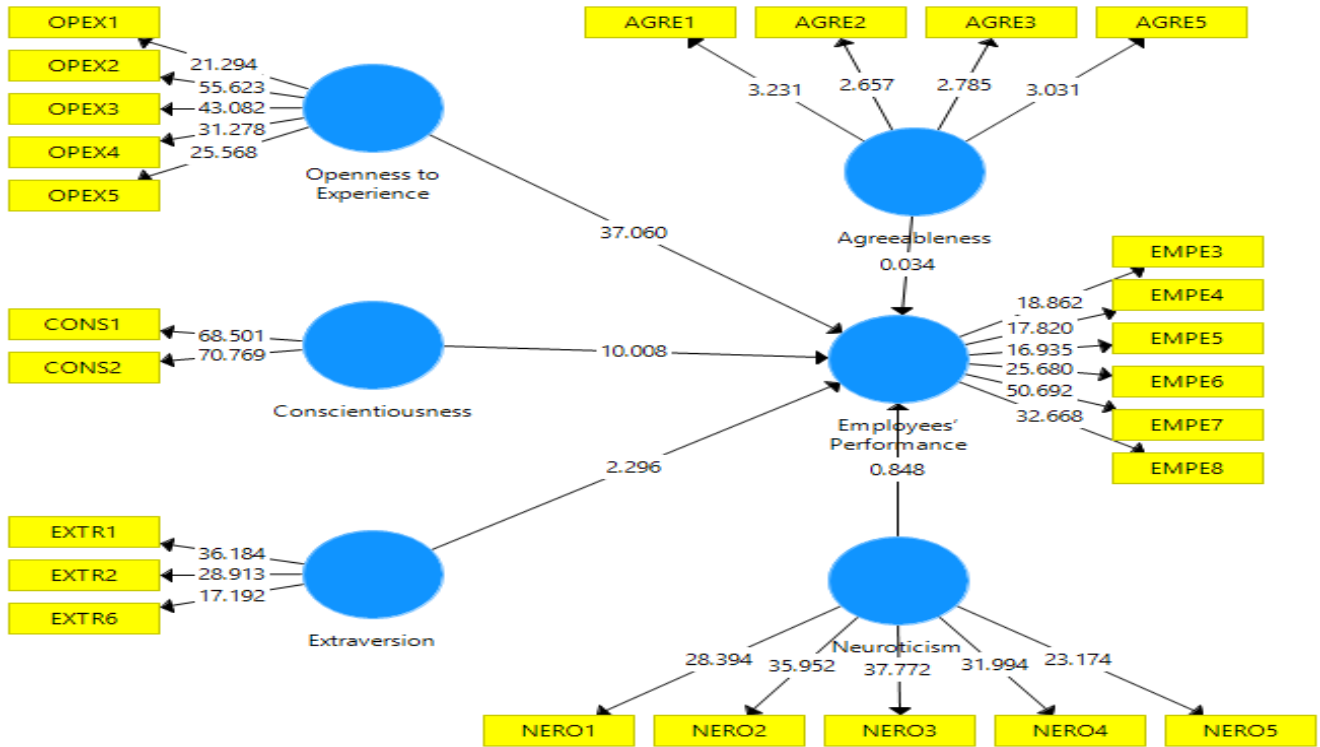 OPEX1
OPEX2
OPEX3
OPEX4
OPEX5
21.294
55.623
43.082
31.278
25.568
Openness to
Experience
37.060
AGRE1
AGRE2
AGRE3
AGRE5
3.231
2.657
2.785
3.031
Agreeableness
0.034
CONS1
CONS2
68.501
70.769
Conscientiousness
10.008
EMPE3
EMPE4
EMPE5
EMPE6
EMPE7
EMPE8
18.862
17.820
16.935
25.680
50.692
32.668
Employees'
Performance
0.848
2.296
EXTR1
EXTR2
EXTR6
36.184
28.913
17.192
Extraversion
Neuroticism
28.394
35.952
37.772
31.994
23.174
NERO1
NERO2
NERO3
NERO4
NERO5